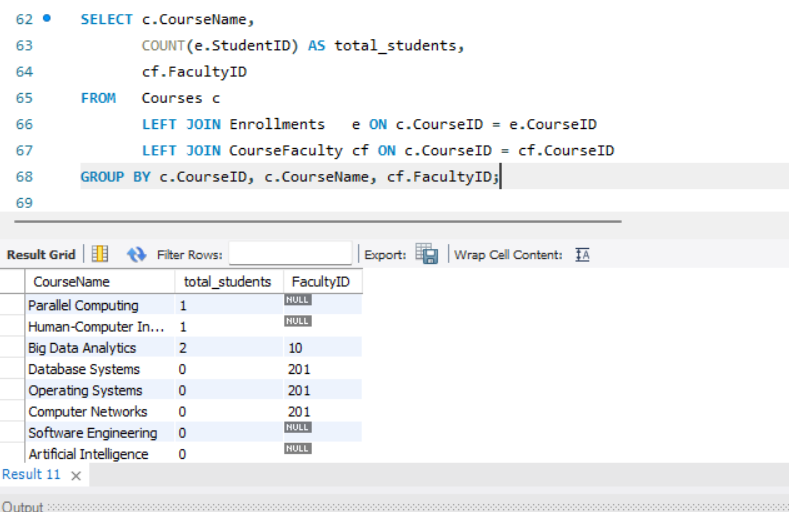 62 SELECT c.CourseName,
63 COUNT(e.StudentID) AS total_students,
64 cf.FacultyID
65 FROM Courses c
66 LEFT JOIN Enrollments e ON c.CourseID = e.CourseID
67 LEFT JOIN CourseFaculty cf ON c.CourseID = cf.CourseID
68 GROUP BY c.CourseID, c.CourseName, cf.FacultyID;
69
Result Grid Filter Rows: Export: Wrap Cell Content: IA
CourseName total_students FacultyID
Parallel Computing 1 NULL
Human-Computer In... 1 NULL
Big Data Analytics 2 10
Database Systems 0 201
Operating Systems 0 201
Computer Networks 0 201
Software Engineering 0 NULL
Artificial Intelligence 0 NULL
Result 11 ×
Output